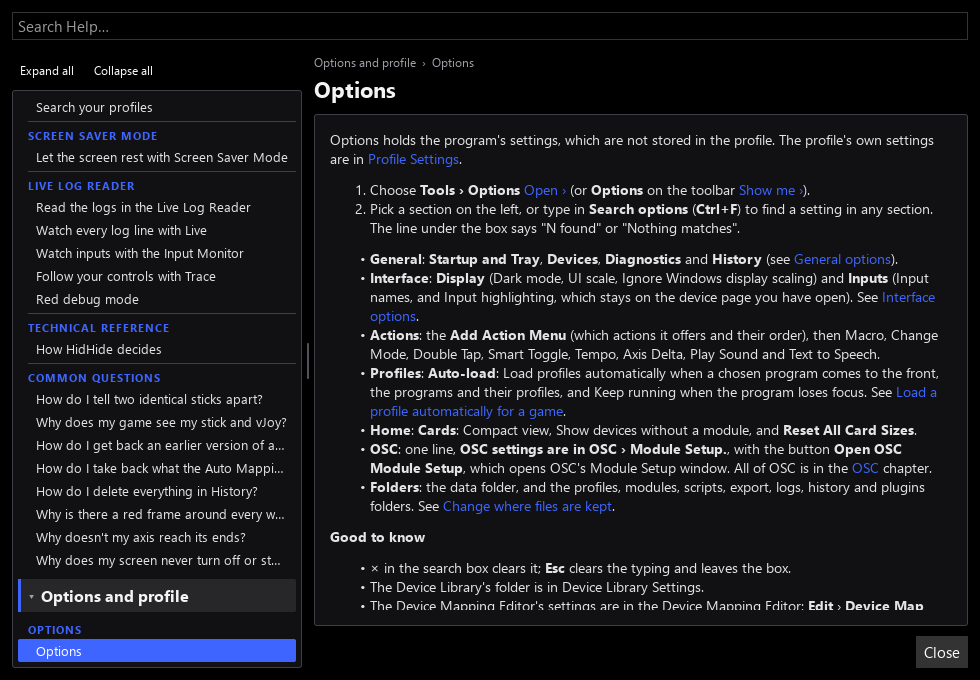 Search Help...
Expand all
Collapse all
Search your profiles
SCREEN SAVER MODE
Let the screen rest with Screen Saver Mode
LIVE LOG READER
Read the logs in the Live Log Reader
Watch every log line with Live
Watch inputs with the Input Monitor
Follow your controls with Trace
Red debug mode
TECHNICAL REFERENCE
How HidHide decides
COMMON QUESTIONS
How do I tell two identical sticks apart?
Why does my game see my stick and vJoy?
How do I get back an earlier version of a...
How do I take back what the Auto Mappi...
How do I delete everything in History?
Why is there a red frame around every w...
Why doesn't my axis reach its ends?
Why does my screen never turn off or st...
▾ Options and profile
OPTIONS
Options
Options and profile › Options
Options
Options holds the program's settings, which are not stored in the profile. The profile's own settings
are in Profile Settings.
1. Choose Tools › Options Open › (or Options on the toolbar Show me ›).
2. Pick a section on the left, or type in Search options (Ctrl+F) to find a setting in any section.
The line under the box says "N found" or "Nothing matches".
• General: Startup and Tray, Devices, Diagnostics and History (see General options).
• Interface: Display (Dark mode, UI scale, Ignore Windows display scaling) and Inputs (Input
names, and Input highlighting, which stays on the device page you have open). See Interface
options.
• Actions: the Add Action Menu (which actions it offers and their order), then Macro, Change
Mode, Double Tap, Smart Toggle, Tempo, Axis Delta, Play Sound and Text to Speech.
• Profiles: Auto-load: Load profiles automatically when a chosen program comes to the front,
the programs and their profiles, and Keep running when the program loses focus. See Load a
profile automatically for a game.
• Home: Cards: Compact view, Show devices without a module, and Reset All Card Sizes.
• OSC: one line, OSC settings are in OSC › Module Setup., with the button Open OSC
Module Setup, which opens OSC's Module Setup window. All of OSC is in the OSC chapter.
• Folders: the data folder, and the profiles, modules, scripts, export, logs, history and plugins
folders. See Change where files are kept.
Good to know
• × in the search box clears it; Esc clears the typing and leaves the box.
• The Device Library's folder is in Device Library Settings.
• The Device Mapping Editor's settings are in the Device Mapping Editor: Edit › Device Map
Close